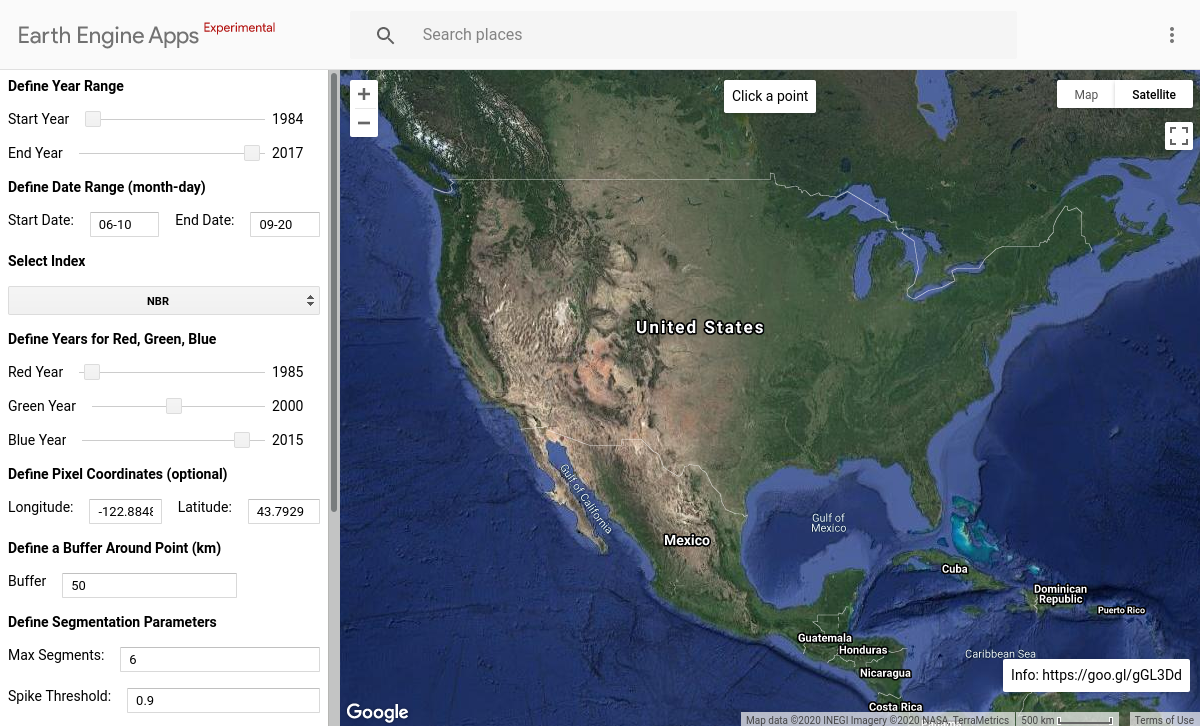 Earth Engine Apps Experimental
Search places
Define Year Range
Start Year 1984
End Year 2017
Define Date Range (month-day)
Start Date: 06-10 End Date: 09-20
Select Index
NBR
Define Years for Red, Green, Blue
Red Year 1985
Green Year 2000
Blue Year 2015
Define Pixel Coordinates (optional)
Longitude: -122.8848 Latitude: 43.7929
Define a Buffer Around Point (km)
Buffer 50
Define Segmentation Parameters
Max Segments: 6
Spike Threshold: 0.9
Click a point
Map Satellite
United States
Gulf of California
Gulf of
Mexico
Mexico
Cuba
Dominican
Republic
Puerto Rico
Guatemala
Honduras
Caribbean Sea
Nicaragua
Info: https://goo.gl/gGL3Dd
Costa Rica
Google
Map data ©2020 INEGI Imagery ©2020 NASA, TerraMetrics 500 km Terms of Use